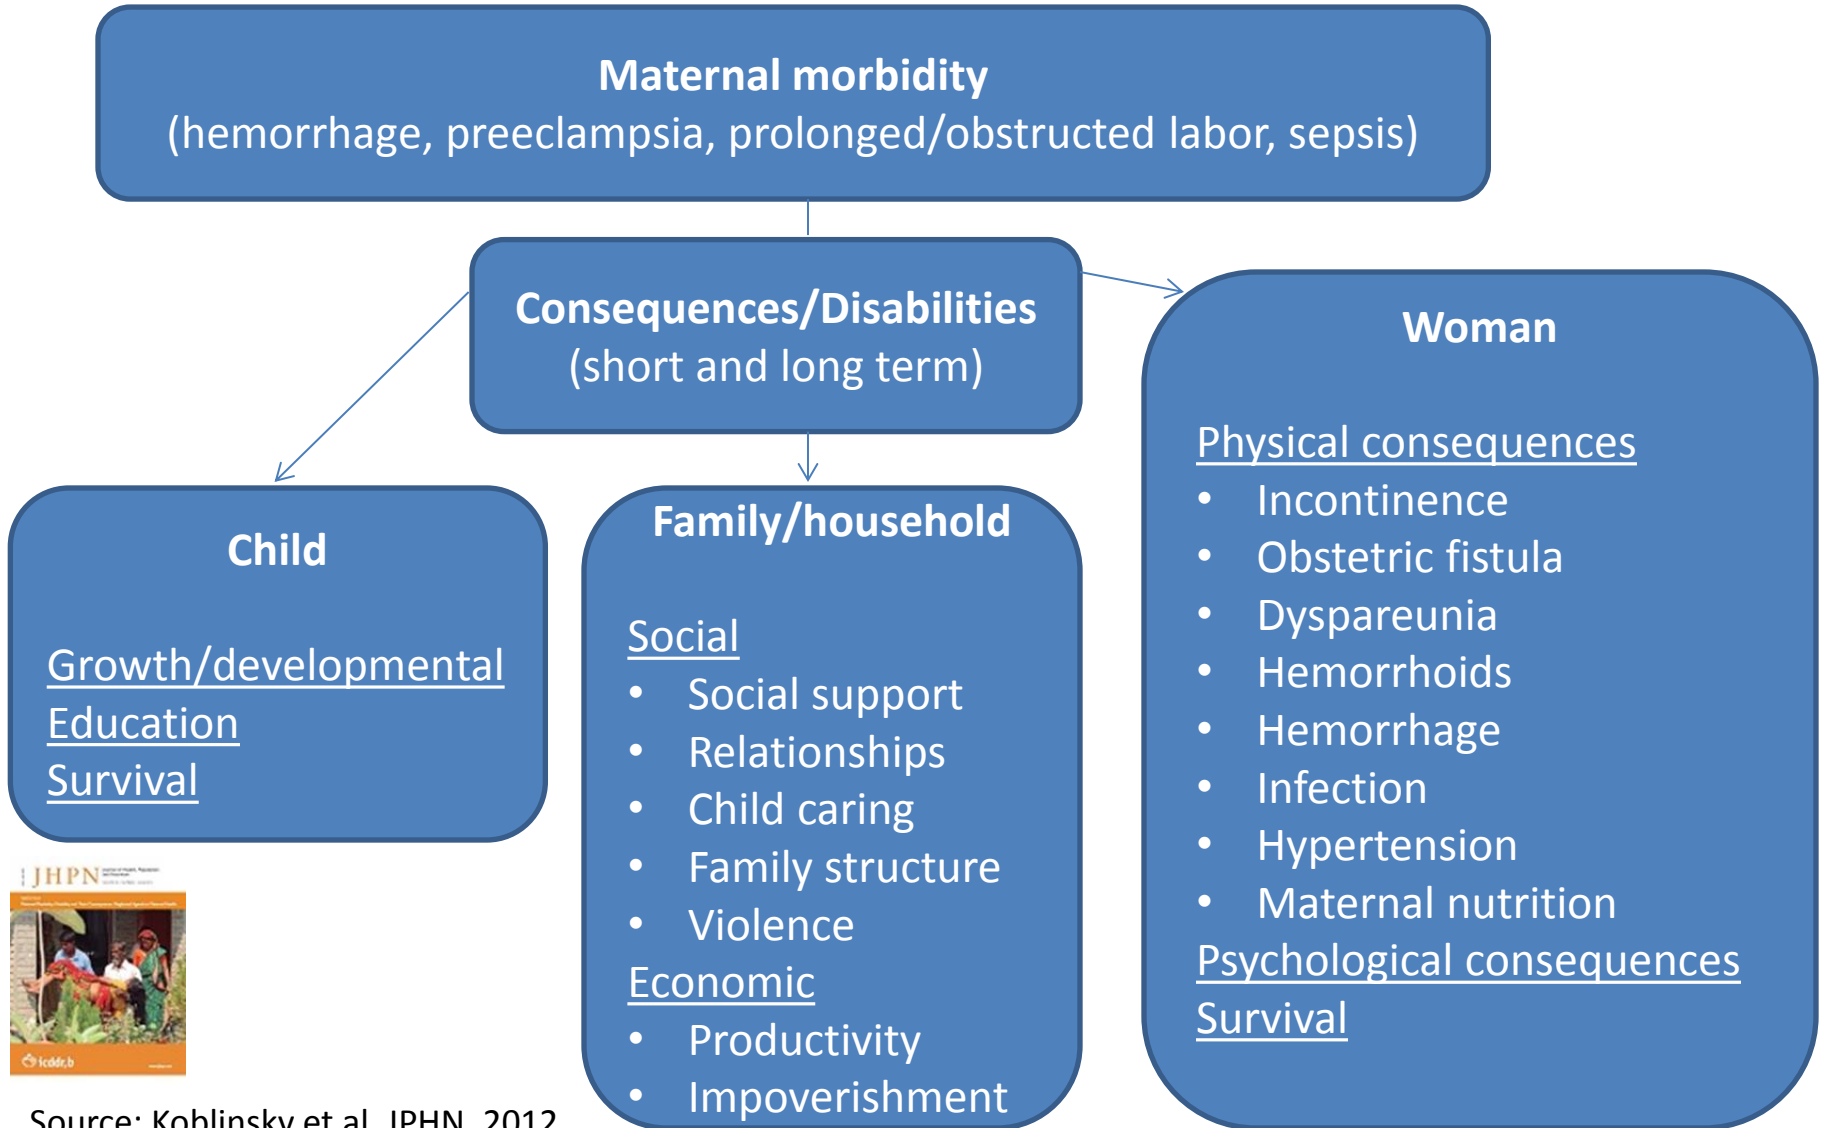 Maternal morbidity
(hemorrhage, preeclampsia, prolonged/obstructed labor, sepsis)
Consequences/Disabilities
(short and long term)
Child
Growth/developmental
Education
Survival
Family/household
Social
• Social support
• Relationships
• Child caring
• Family structure
• Violence
Economic
• Productivity
• Impoverishment
Woman
Physical consequences
• Incontinence
• Obstetric fistula
• Dyspareunia
• Hemorrhoids
• Hemorrhage
• Infection
• Hypertension
• Maternal nutrition
Psychological consequences
Survival
JHPN
icddr,b
Source: Koblinsky et al, JPHN, 2012